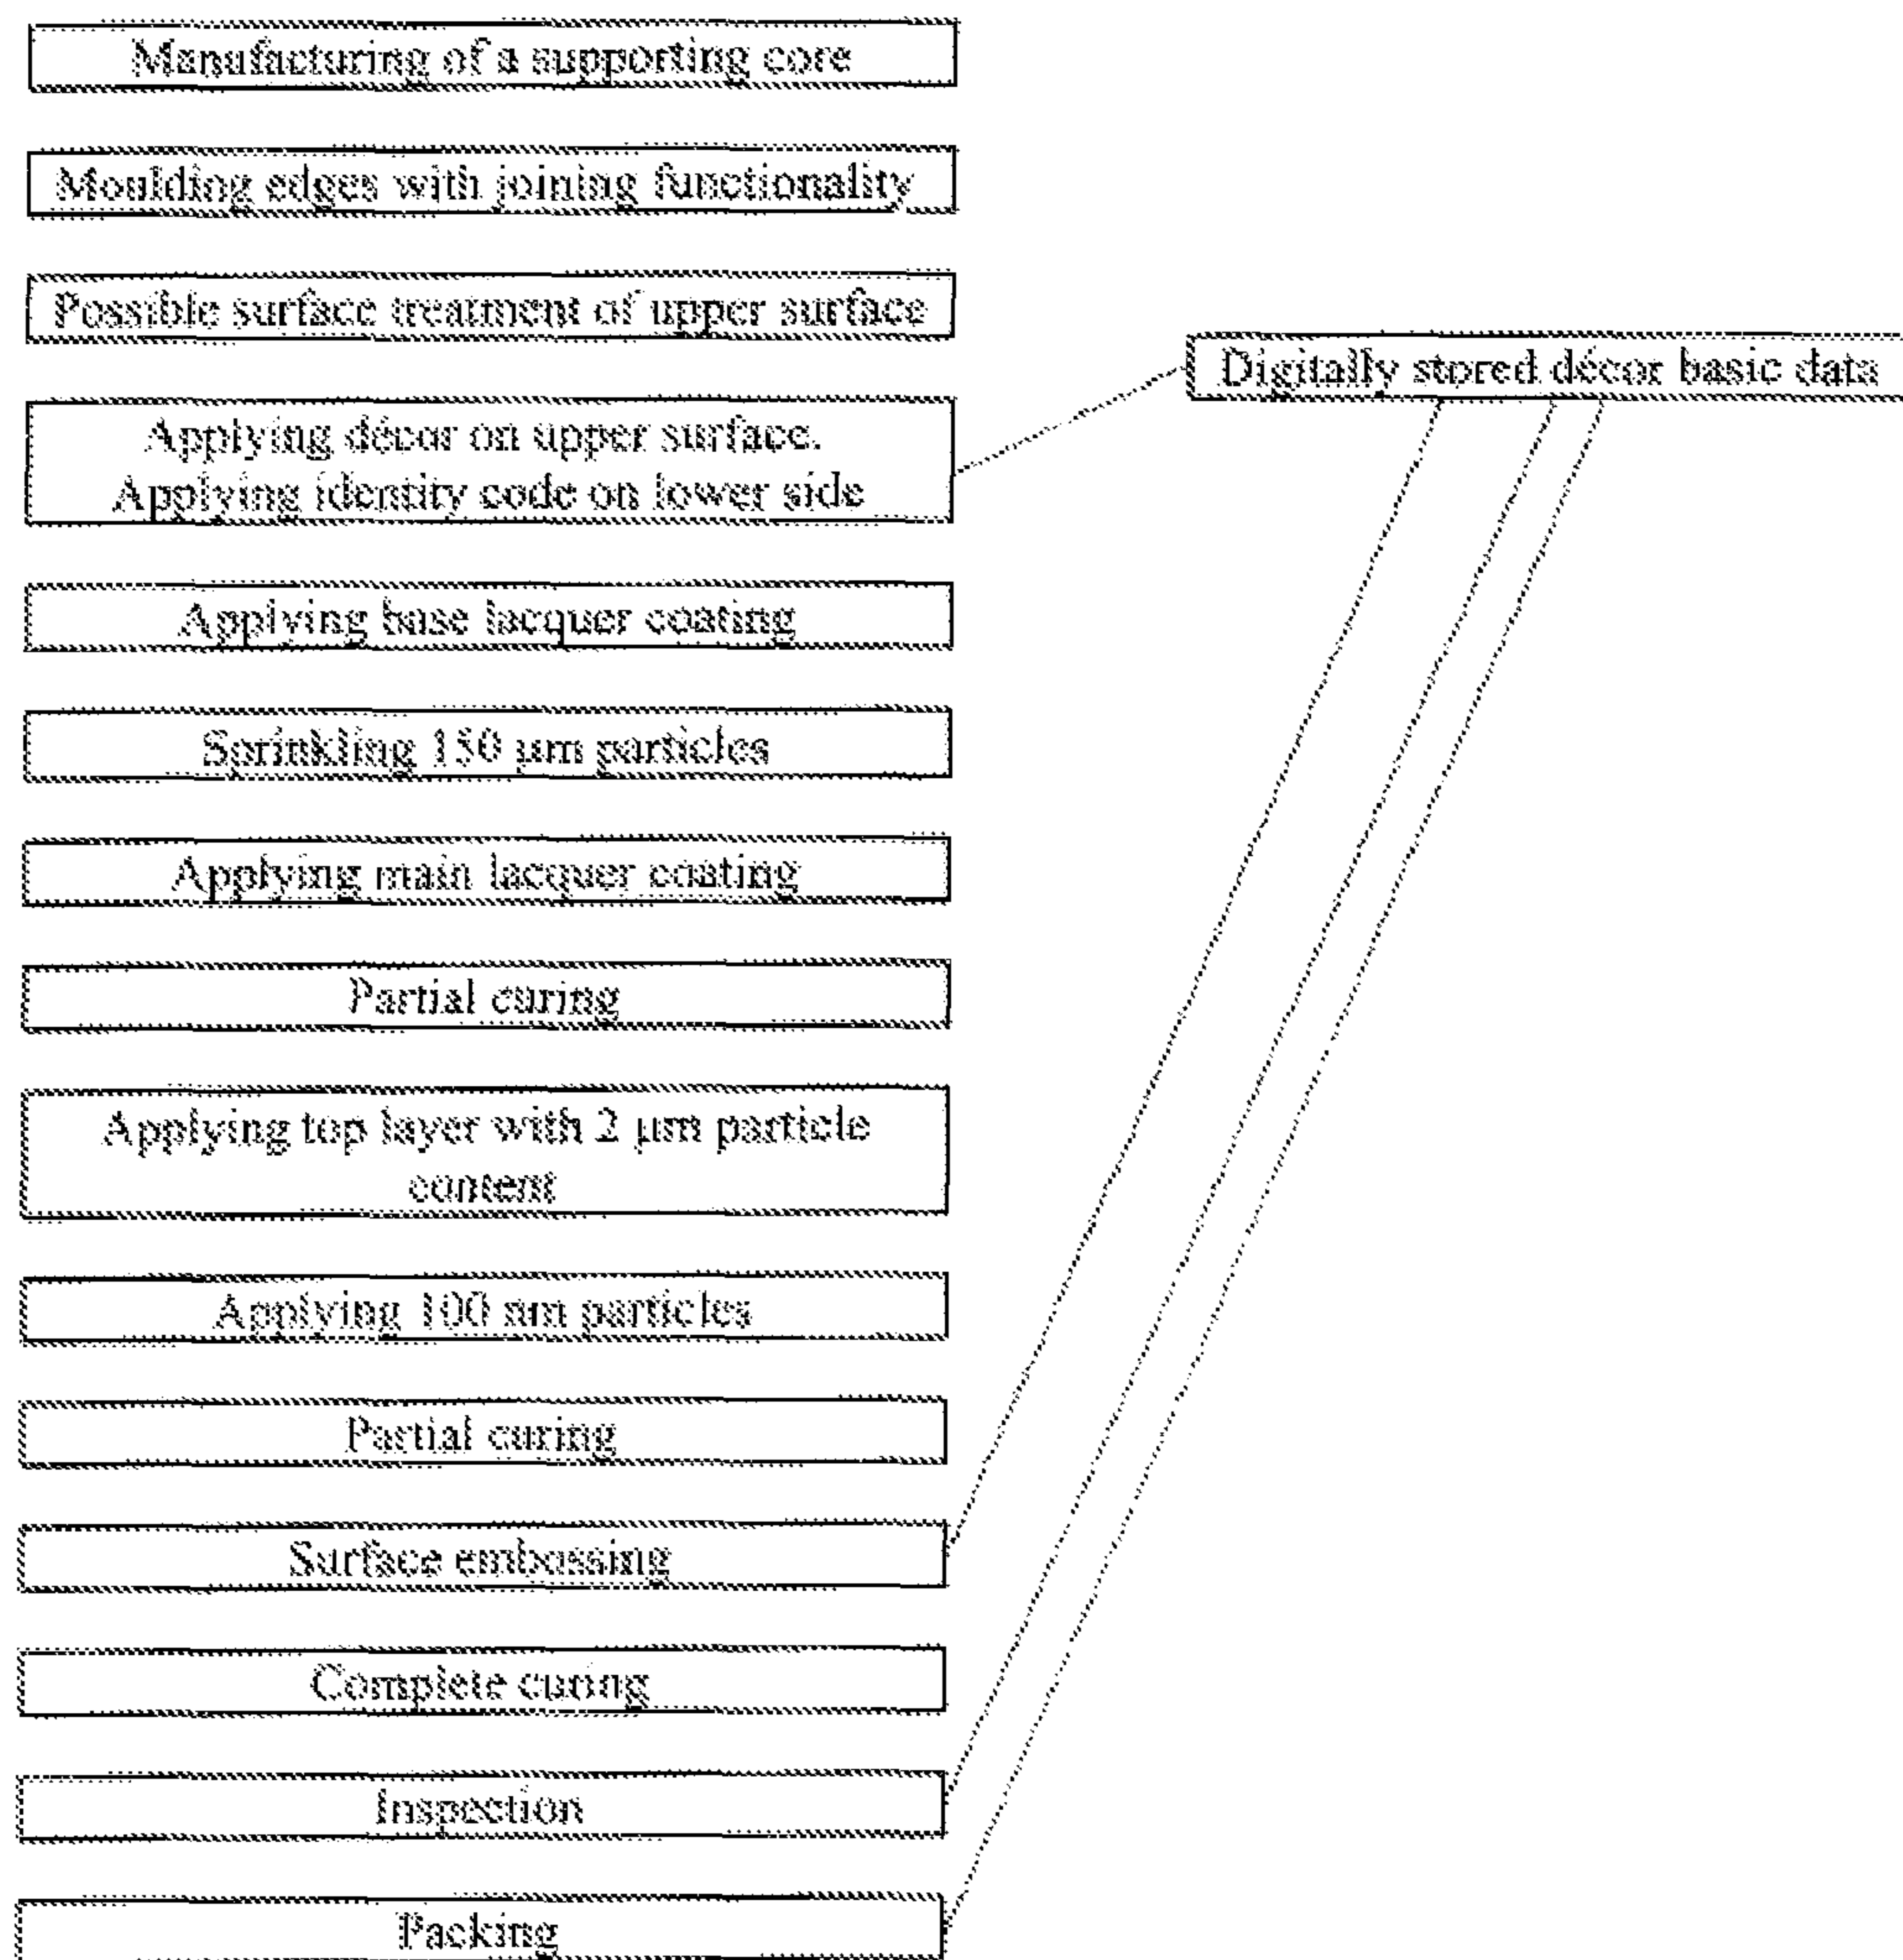 Manufacturing of a supporting core
Moulding edges with joining functionality
Possible surface treatment of upper surface
Digitally stored décor basic data
Applying décor on upper surface.
Applying identity code on lower side
Applying base lacquer coating
Sprinkling 150 µm particles
Applying main lacquer coating
Partial curing
Applying top layer with 2 µm particle
content
Applying 100 nm particles
Partial curing
Surface embossing
Complete curing
Inspection
Packing